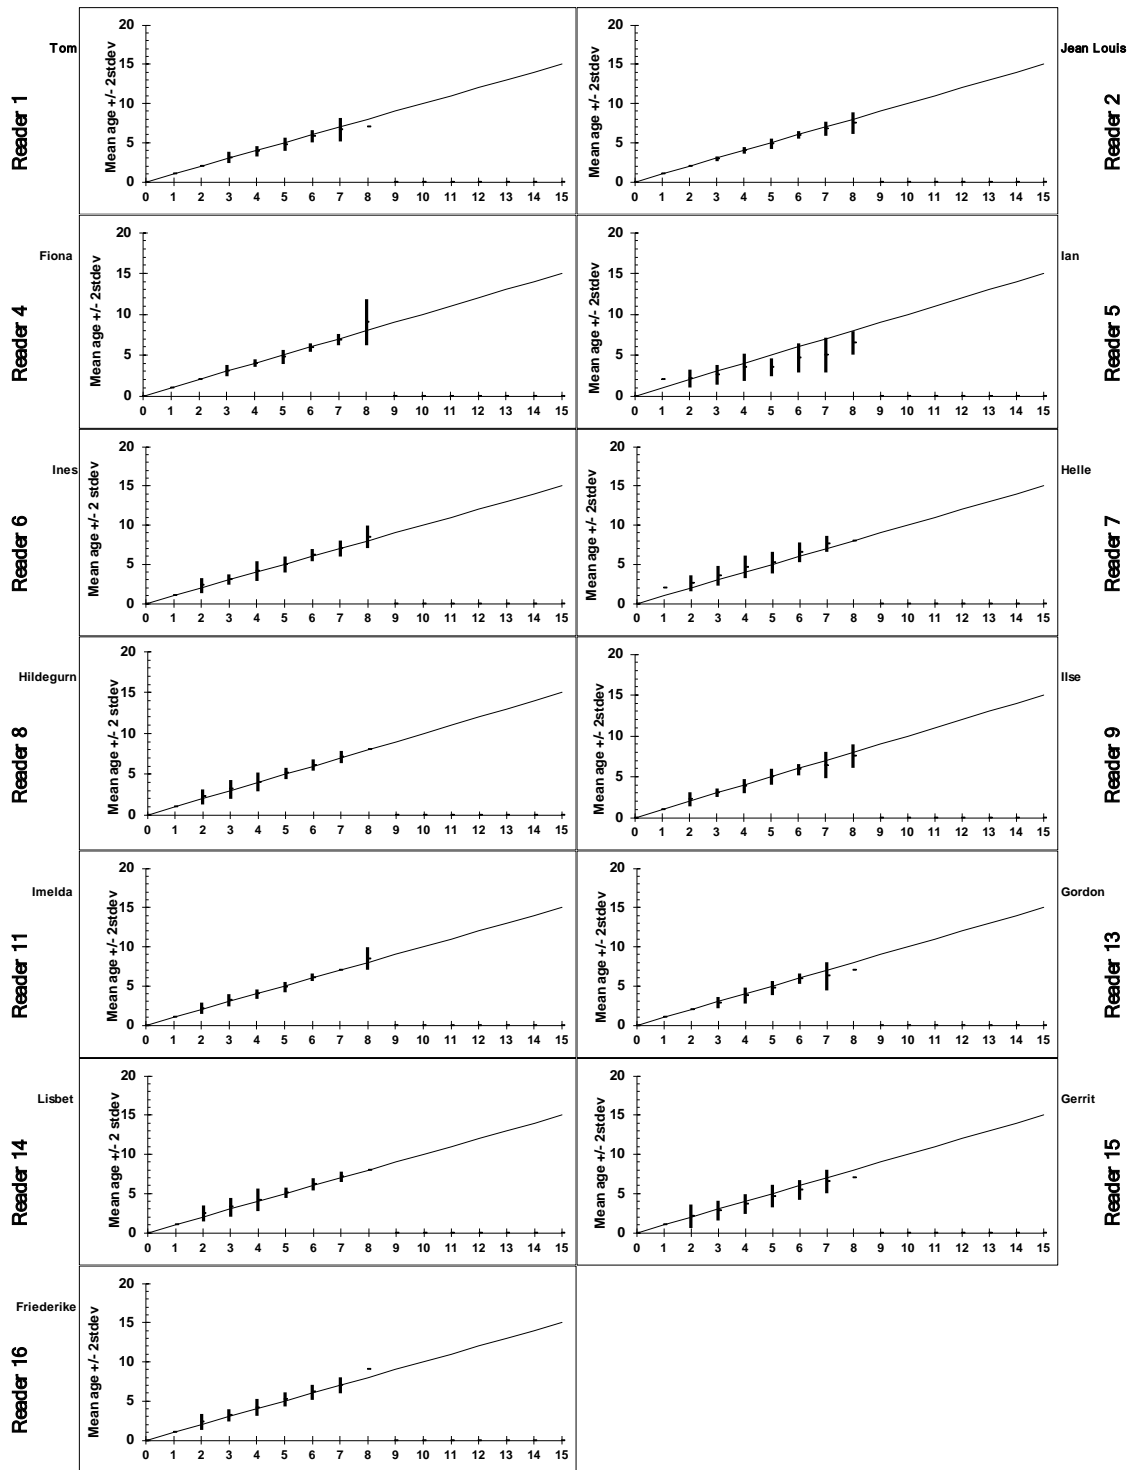 Tom
Reader 1
Mean age +/- 2stdev
20
15
10
5
0
0 1 2 3 4 5 6 7 8 9 10 11 12 13 14 15
Jean Louis
Reader 2
Mean age +/- 2stdev
20
15
10
5
0
0 1 2 3 4 5 6 7 8 9 10 11 12 13 14 15
Fiona
Reader 4
Mean age +/- 2stdev
20
15
10
5
0
0 1 2 3 4 5 6 7 8 9 10 11 12 13 14 15
Ian
Reader 5
Mean age +/- 2stdev
20
15
10
5
0
0 1 2 3 4 5 6 7 8 9 10 11 12 13 14 15
Ines
Reader 6
Mean age +/- 2 stdev
20
15
10
5
0
0 1 2 3 4 5 6 7 8 9 10 11 12 13 14 15
Helle
Reader 7
Mean age +/- 2stdev
20
15
10
5
0
0 1 2 3 4 5 6 7 8 9 10 11 12 13 14 15
Hildegurn
Reader 8
Mean age +/- 2 stdev
20
15
10
5
0
0 1 2 3 4 5 6 7 8 9 10 11 12 13 14 15
Ilse
Reader 9
Mean age +/- 2stdev
20
15
10
5
0
0 1 2 3 4 5 6 7 8 9 10 11 12 13 14 15
Imelda
Reader 11
Mean age +/- 2stdev
20
15
10
5
0
0 1 2 3 4 5 6 7 8 9 10 11 12 13 14 15
Gordon
Reader 13
Mean age +/- 2stdev
20
15
10
5
0
0 1 2 3 4 5 6 7 8 9 10 11 12 13 14 15
Lisbet
Reader 14
Mean age +/- 2 stdev
20
15
10
5
0
0 1 2 3 4 5 6 7 8 9 10 11 12 13 14 15
Gerrit
Reader 15
Mean age +/- 2stdev
20
15
10
5
0
0 1 2 3 4 5 6 7 8 9 10 11 12 13 14 15
Friederike
Reader 16
Mean age +/- 2stdev
20
15
10
5
0
0 1 2 3 4 5 6 7 8 9 10 11 12 13 14 15